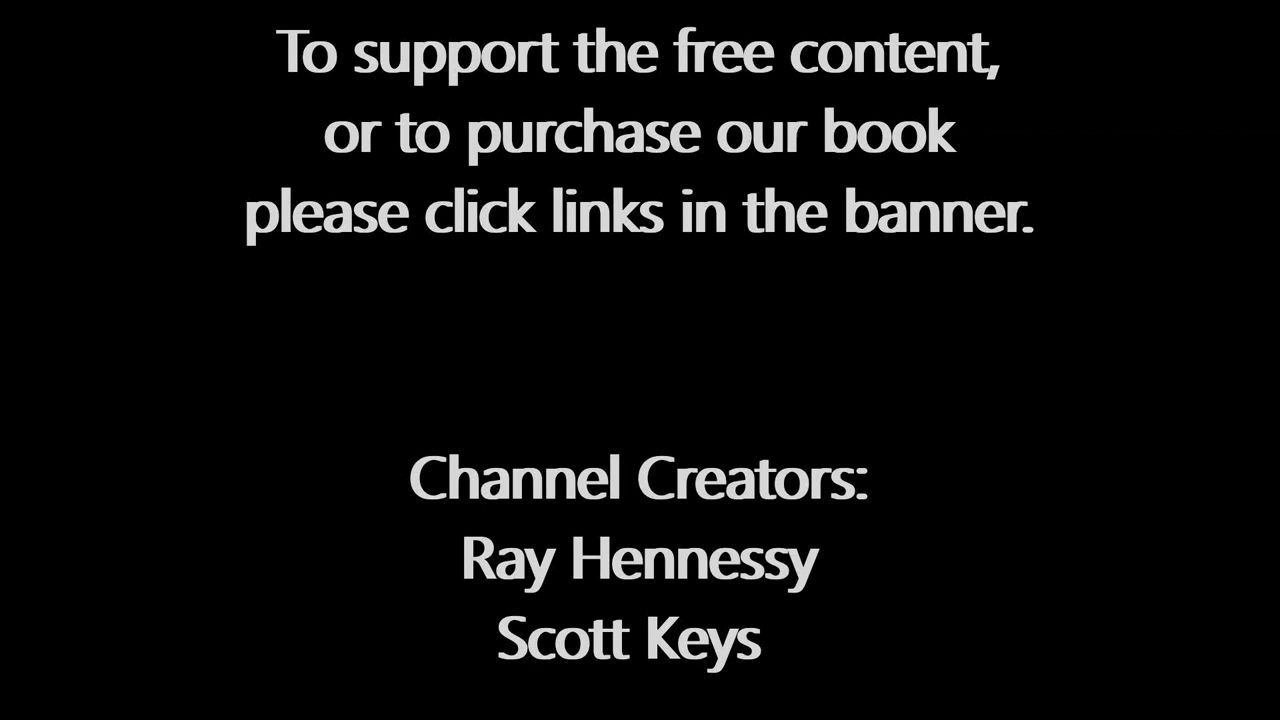 To support the free content,
or to purchase our book
please click links in the banner.
Channel Creators:
Ray Hennessy
Scott Keys